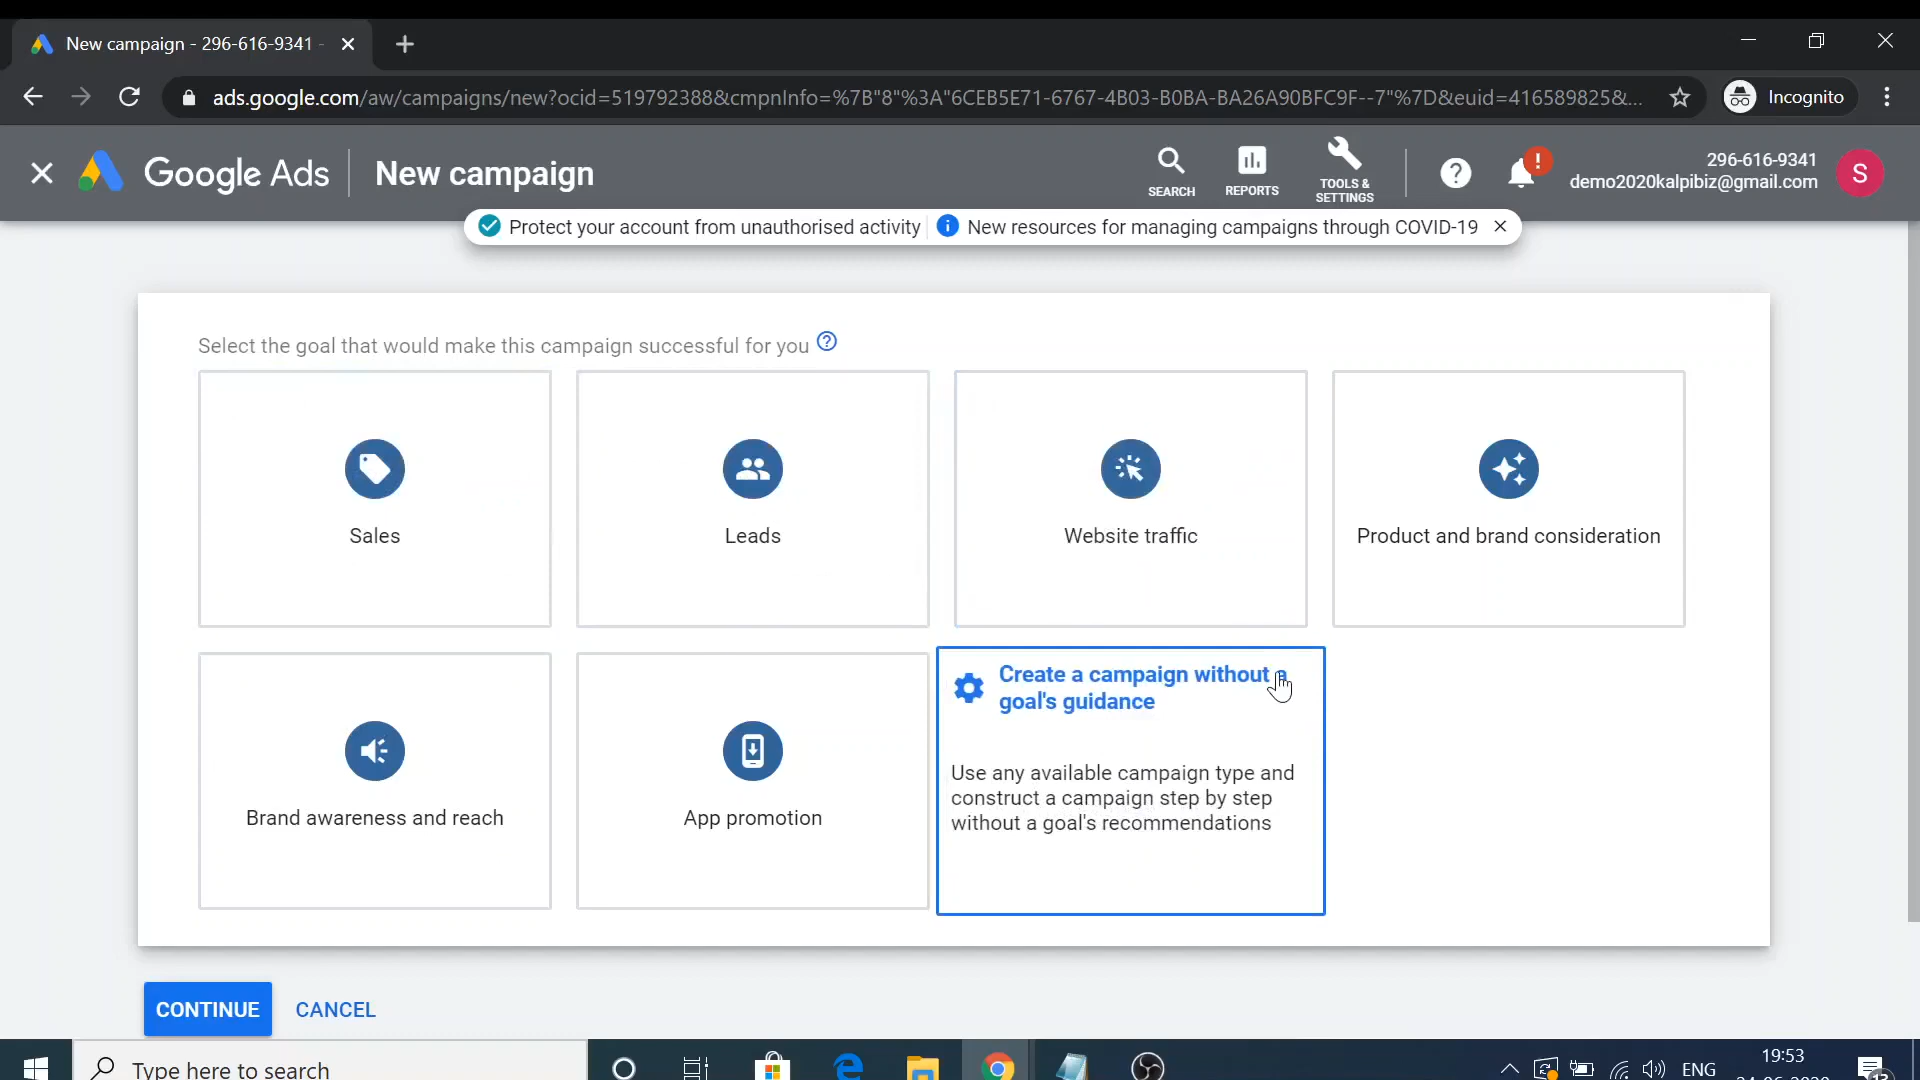 New campaign - 296-616-9341 -
ads.google.com/aw/campaigns/new?ocid=519792388&cmpnInfo=%7B"8"%3A"6CEB5E71-6767-4B03-B0BA-BA26A90BFC9F--7"%7D&euid=416589825&...
Incognito
Google Ads
New campaign
SEARCH
REPORTS
TOOLS &
SETTINGS
296-616-9341
demo2020kalpibiz@gmail.com
S
Protect your account from unauthorised activity
New resources for managing campaigns through COVID-19
Select the goal that would make this campaign successful for you
Sales
Leads
Website traffic
Product and brand consideration
Brand awareness and reach
App promotion
Create a campaign without a
goal's guidance
Use any available campaign type and
construct a campaign step by step
without a goal's recommendations
CONTINUE
CANCEL
Type here to search
ENG
19:53